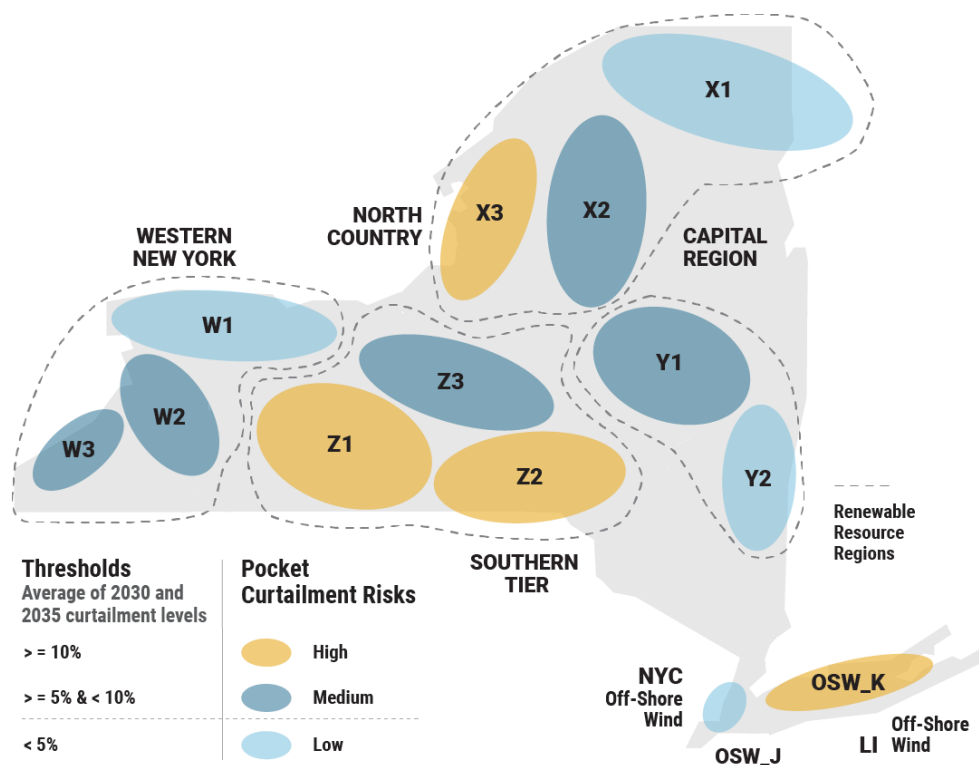 X1
X2
X3
NORTH
COUNTRY
CAPITAL
REGION
WESTERN
NEW YORK
W1
W2
W3
Z3
Z1
Z2
Y1
Y2
SOUTHERN
TIER
Renewable
Resource
Regions
Thresholds
Average of 2030 and
2035 curtailment levels
> = 10%
> = 5% & < 10%
< 5%
Pocket
Curtailment Risks
High
Medium
Low
NYC
Off-Shore
Wind
OSW_J
OSW_K
LI
Off-Shore
Wind